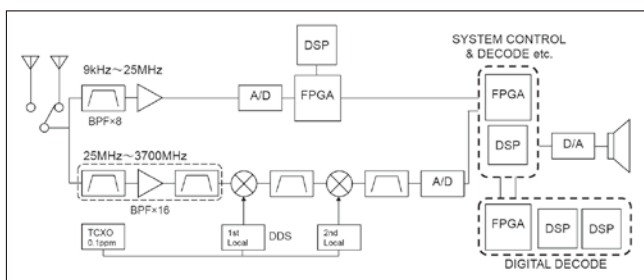 SYSTEM CONTROL
& DECODE etc.
DSP
9kHz～25MHz
A/D
FPGA
FPGA
BPF×8
DSP
D/A
25MHz～3700MHz
A/D
BPF×16
TCXO
0.1ppm
1st
Local
DDS
2nd
Local
FPGA
DSP
DSP
DIGITAL DECODE